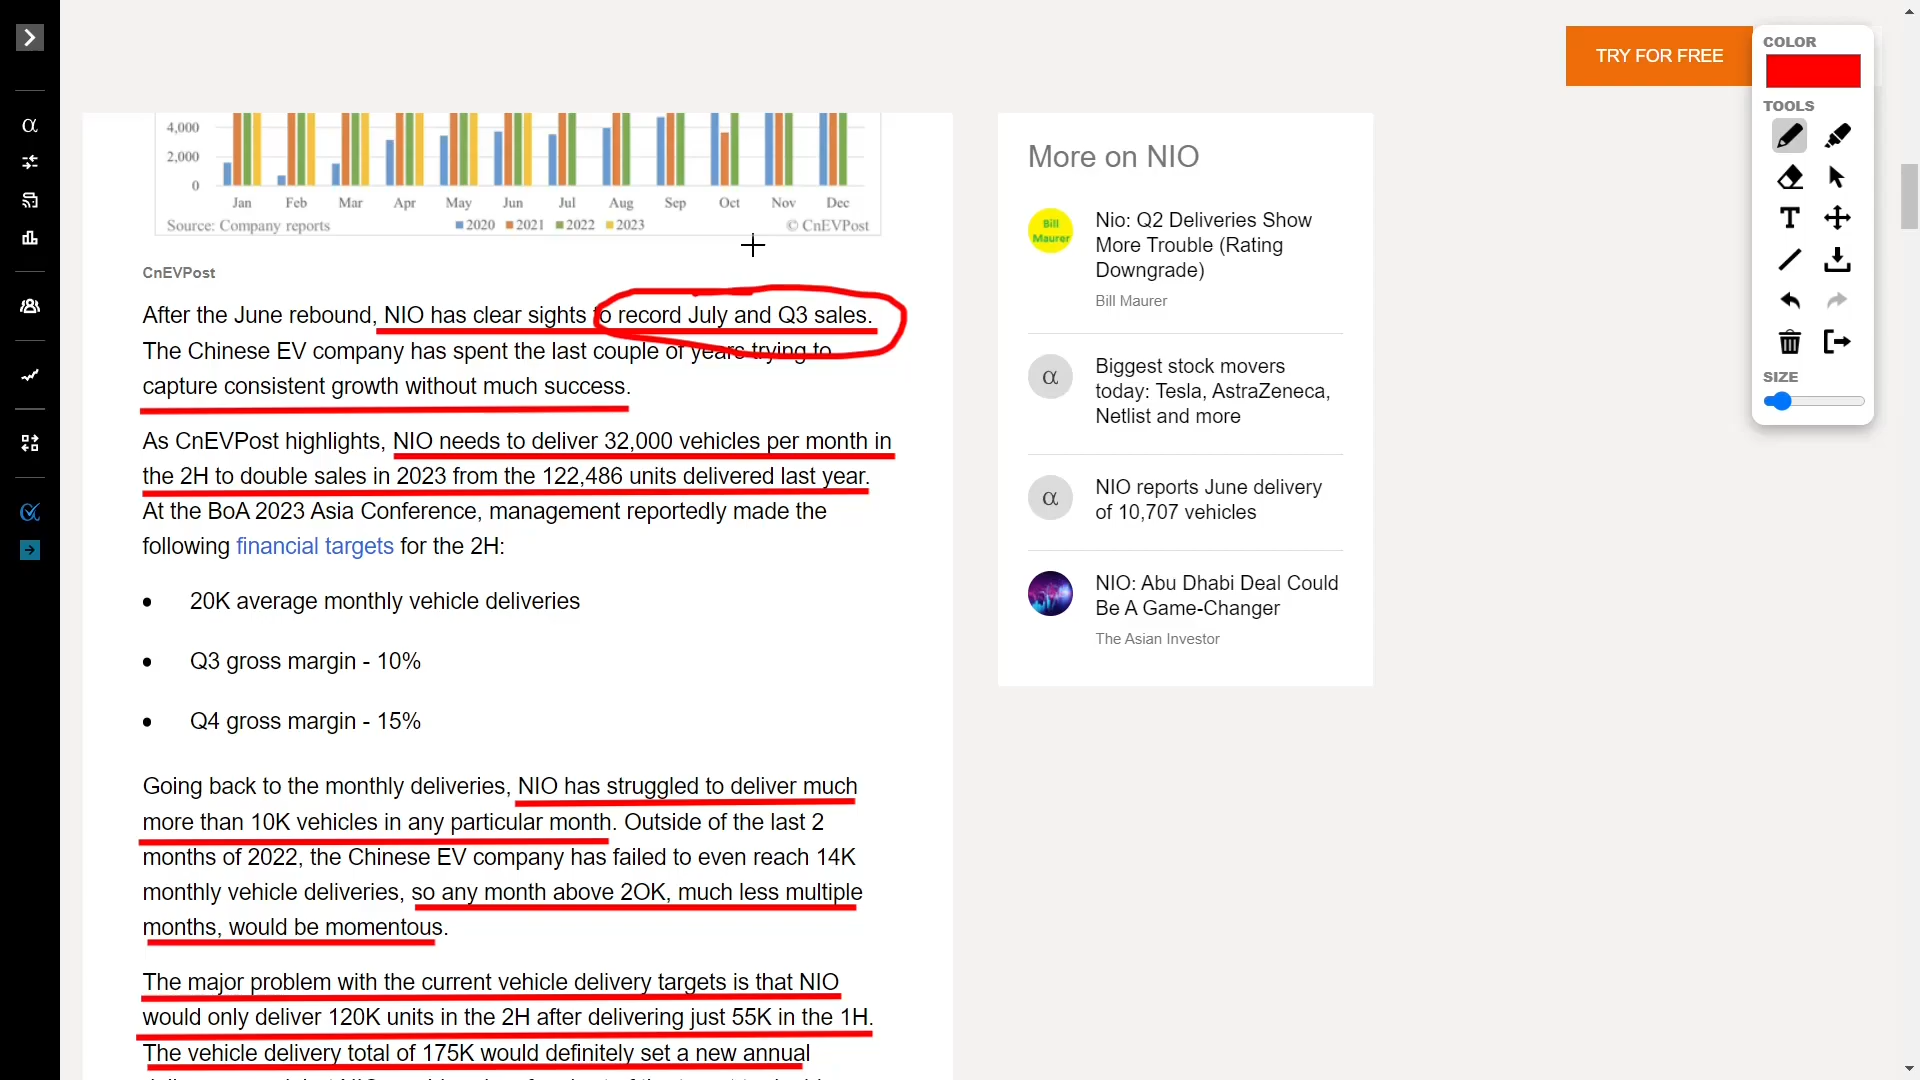 TRY FOR FREE
COLOR
TOOLS
SIZE
4,000
2,000
0
Jan Feb Mar Apr May Jun Jul Aug Sep Oct Nov Dec
Source: Company reports 2020 2021 2022 2023 © CnEVPost
CnEVPost
After the June rebound, NIO has clear sights to record July and Q3 sales.
The Chinese EV company has spent the last couple of years trying to
capture consistent growth without much success.
As CnEVPost highlights, NIO needs to deliver 32,000 vehicles per month in
the 2H to double sales in 2023 from the 122,486 units delivered last year.
At the BoA 2023 Asia Conference, management reportedly made the
following financial targets for the 2H:
• 20K average monthly vehicle deliveries
• Q3 gross margin - 10%
• Q4 gross margin - 15%
Going back to the monthly deliveries, NIO has struggled to deliver much
more than 10K vehicles in any particular month. Outside of the last 2
months of 2022, the Chinese EV company has failed to even reach 14K
monthly vehicle deliveries, so any month above 2OK, much less multiple
months, would be momentous.
The major problem with the current vehicle delivery targets is that NIO
would only deliver 120K units in the 2H after delivering just 55K in the 1H.
The vehicle delivery total of 175K would definitely set a new annual
More on NIO
Bill
Maurer
Nio: Q2 Deliveries Show
More Trouble (Rating
Downgrade)
Bill Maurer
α
Biggest stock movers
today: Tesla, AstraZeneca,
Netlist and more
α
NIO reports June delivery
of 10,707 vehicles
NIO: Abu Dhabi Deal Could
Be A Game-Changer
The Asian Investor